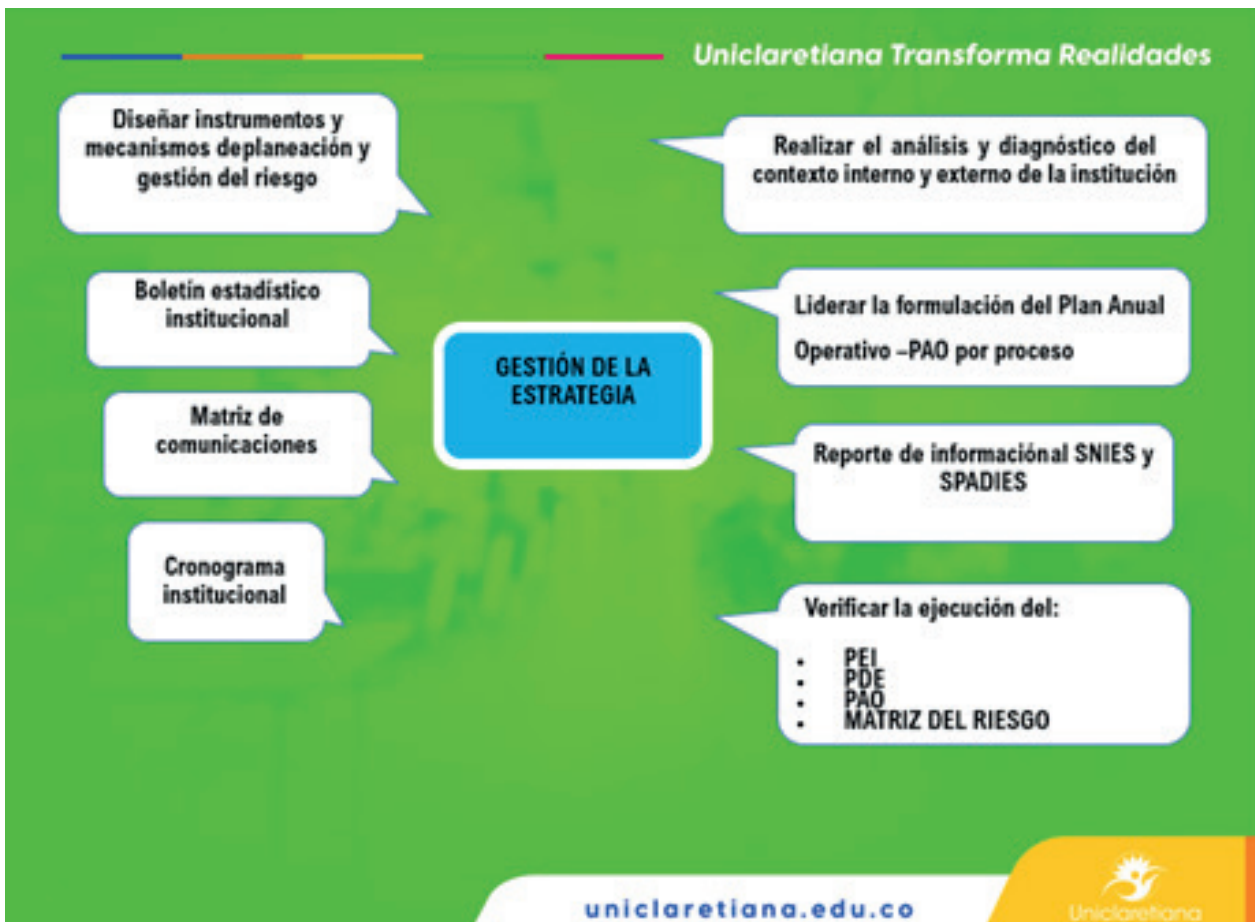 Uniclaretiana Transforma Realidades
Diseñar instrumentos y
mecanismos deplaneación y
gestión del riesgo
Realizar el análisis y diagnóstico del
contexto interno y externo de la institución
Boletín estadístico
institucional
Liderar la formulación del Plan Anual
Operativo –PAO por proceso
GESTIÓN DE LA
ESTRATEGIA
Matriz de
comunicaciones
Reporte de informaciónal SNIES y
SPADIES
Cronograma
institucional
Verificar la ejecución del:
• PEI
• PDE
• PAO
• MATRIZ DEL RIESGO
uniclaretiana.edu.co
Uniclaretiana